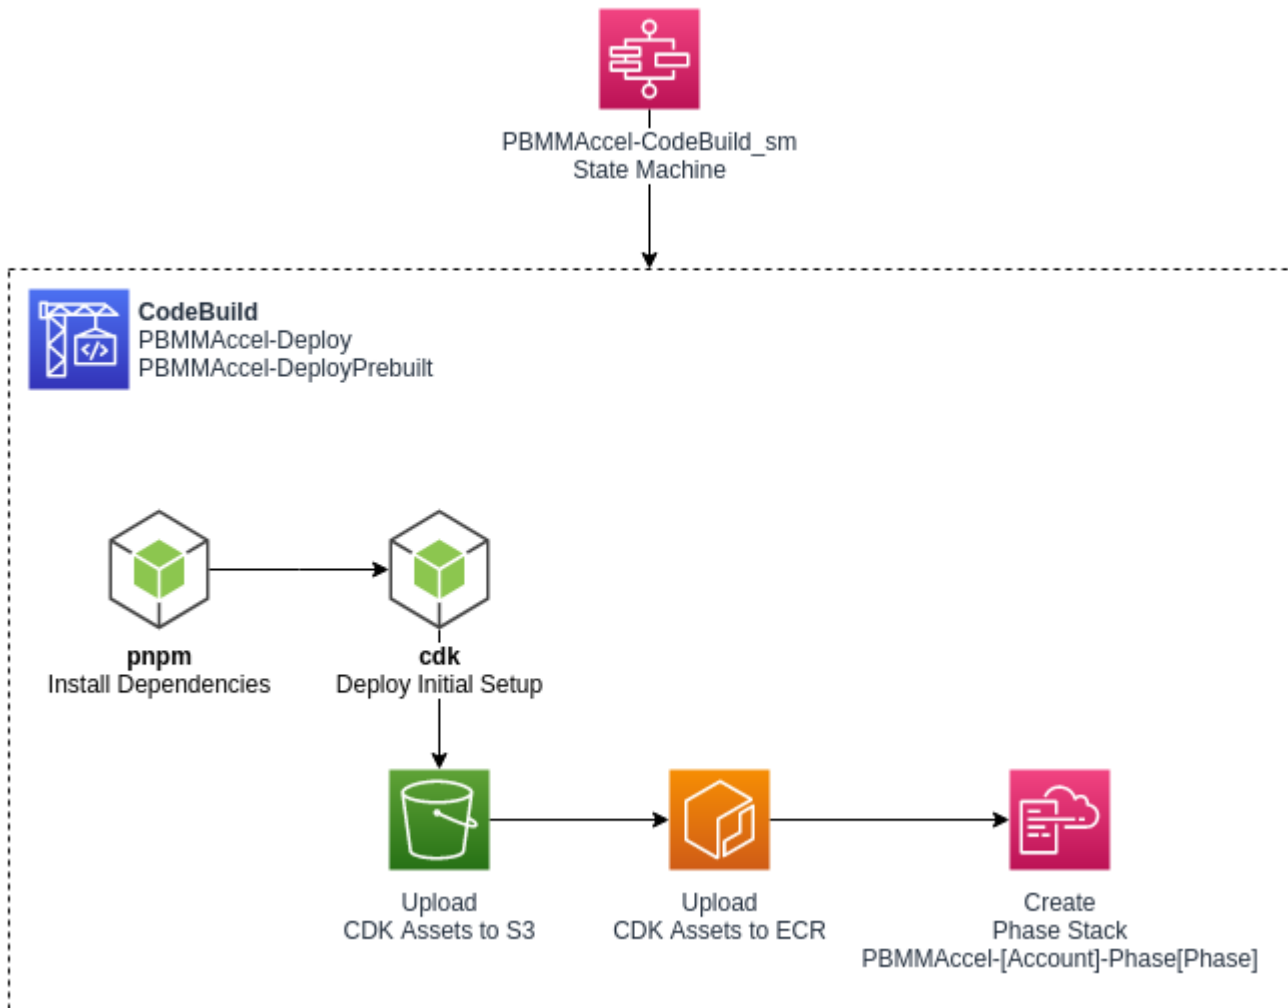 PBMMAccel-CodeBuild_sm
State Machine
CodeBuild
PBMMAccel-Deploy
PBMMAccel-DeployPrebuilt
</>
pnpm
Install Dependencies
cdk
Deploy Initial Setup
Upload
CDK Assets to S3
Upload
CDK Assets to ECR
Create
Phase Stack
PBMMAccel-[Account]-Phase[Phase]